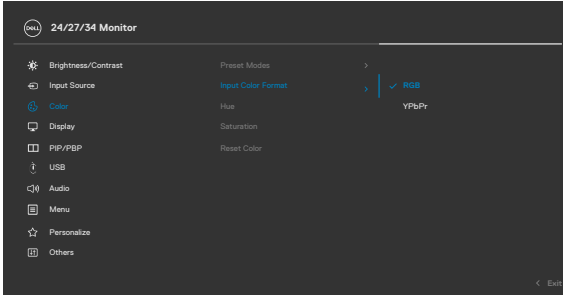 DELL 24/27/34 Monitor
Brightness/Contrast Preset Modes
Input Source Input Color Format RGB
Color Hue YPbPr
Display Saturation
PIP/PBP Reset Color
USB
Audio
Menu
Personalize
Others
Exit